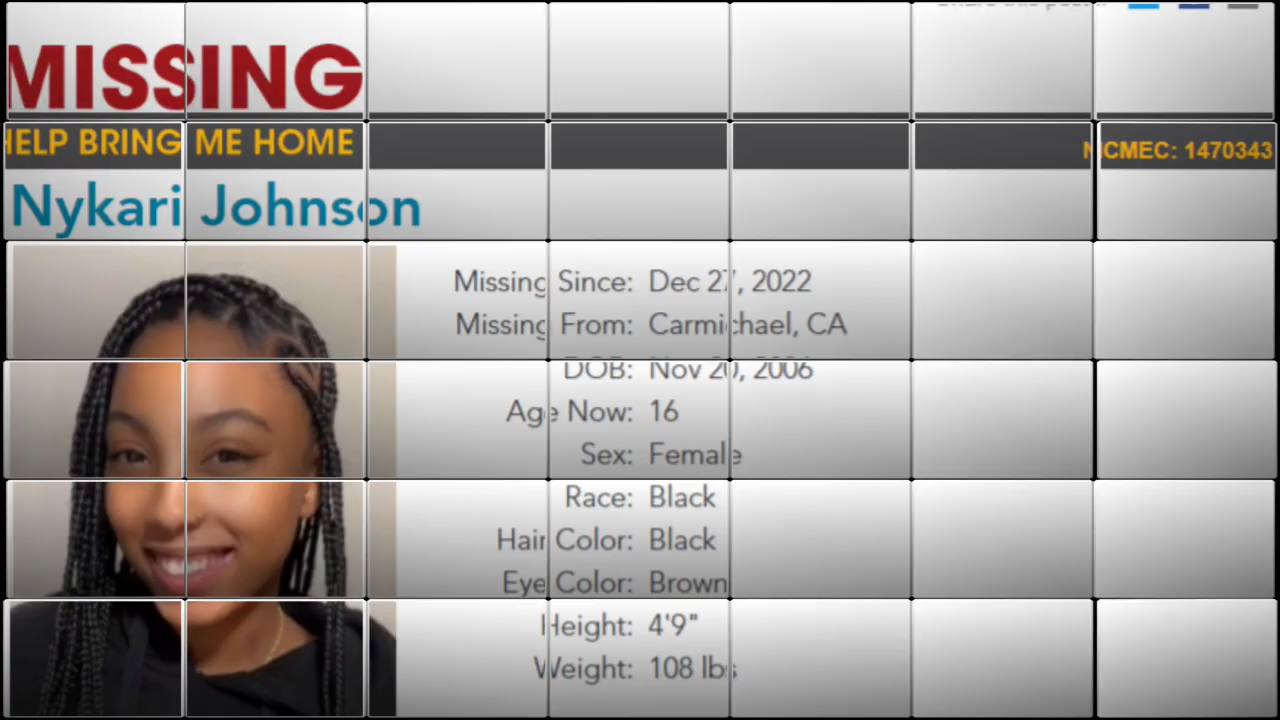 MISSING
HELP BRING ME HOME
NCMEC: 1470343
Nykari Johnson
Missing Since: Dec 27, 2022
Missing From: Carmichael, CA
DOB: Nov 20, 2006
Age Now: 16
Sex: Female
Race: Black
Hair Color: Black
Eye Color: Brown
Height: 4'9"
Weight: 108 lbs